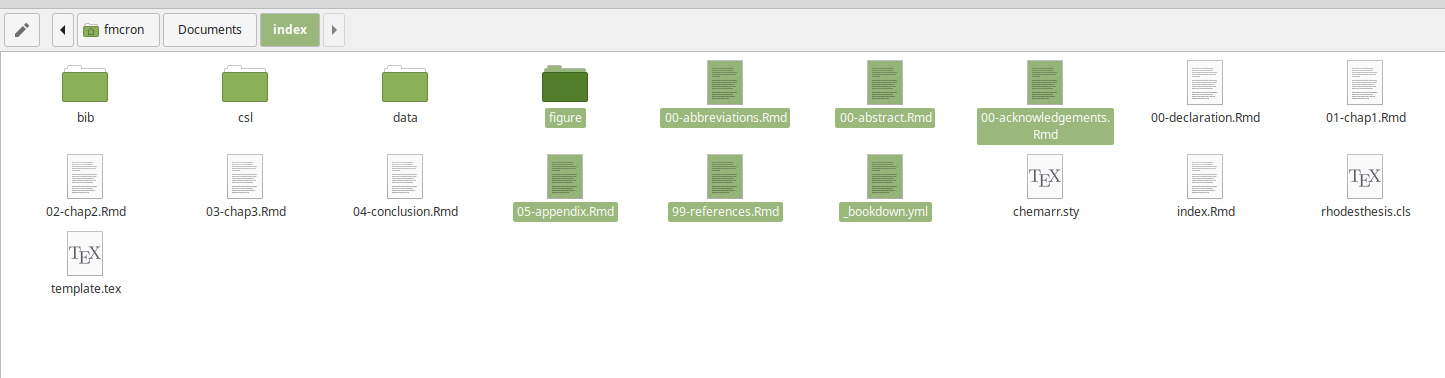 fmcron Documents index
bib csl data figure 00-abbreviations.Rmd 00-abstract.Rmd 00-acknowledgements. 00-declaration.Rmd 01-chap1.Rmd
Rmd
TEX TEX
02-chap2.Rmd 03-chap3.Rmd 04-conclusion.Rmd 05-appendix.Rmd 99-references.Rmd _bookdown.yml chemarr.sty index.Rmd rhodesthesis.cls
TEX
template.tex